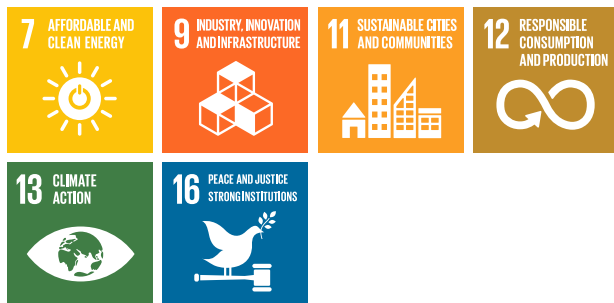 7 AFFORDABLE AND
CLEAN ENERGY
9 INDUSTRY, INNOVATION
AND INFRASTRUCTURE
11 SUSTAINABLE CITIES
AND COMMUNITIES
12 RESPONSIBLE
CONSUMPTION
AND PRODUCTION
13 CLIMATE
ACTION
16 PEACE AND JUSTICE
STRONG INSTITUTIONS